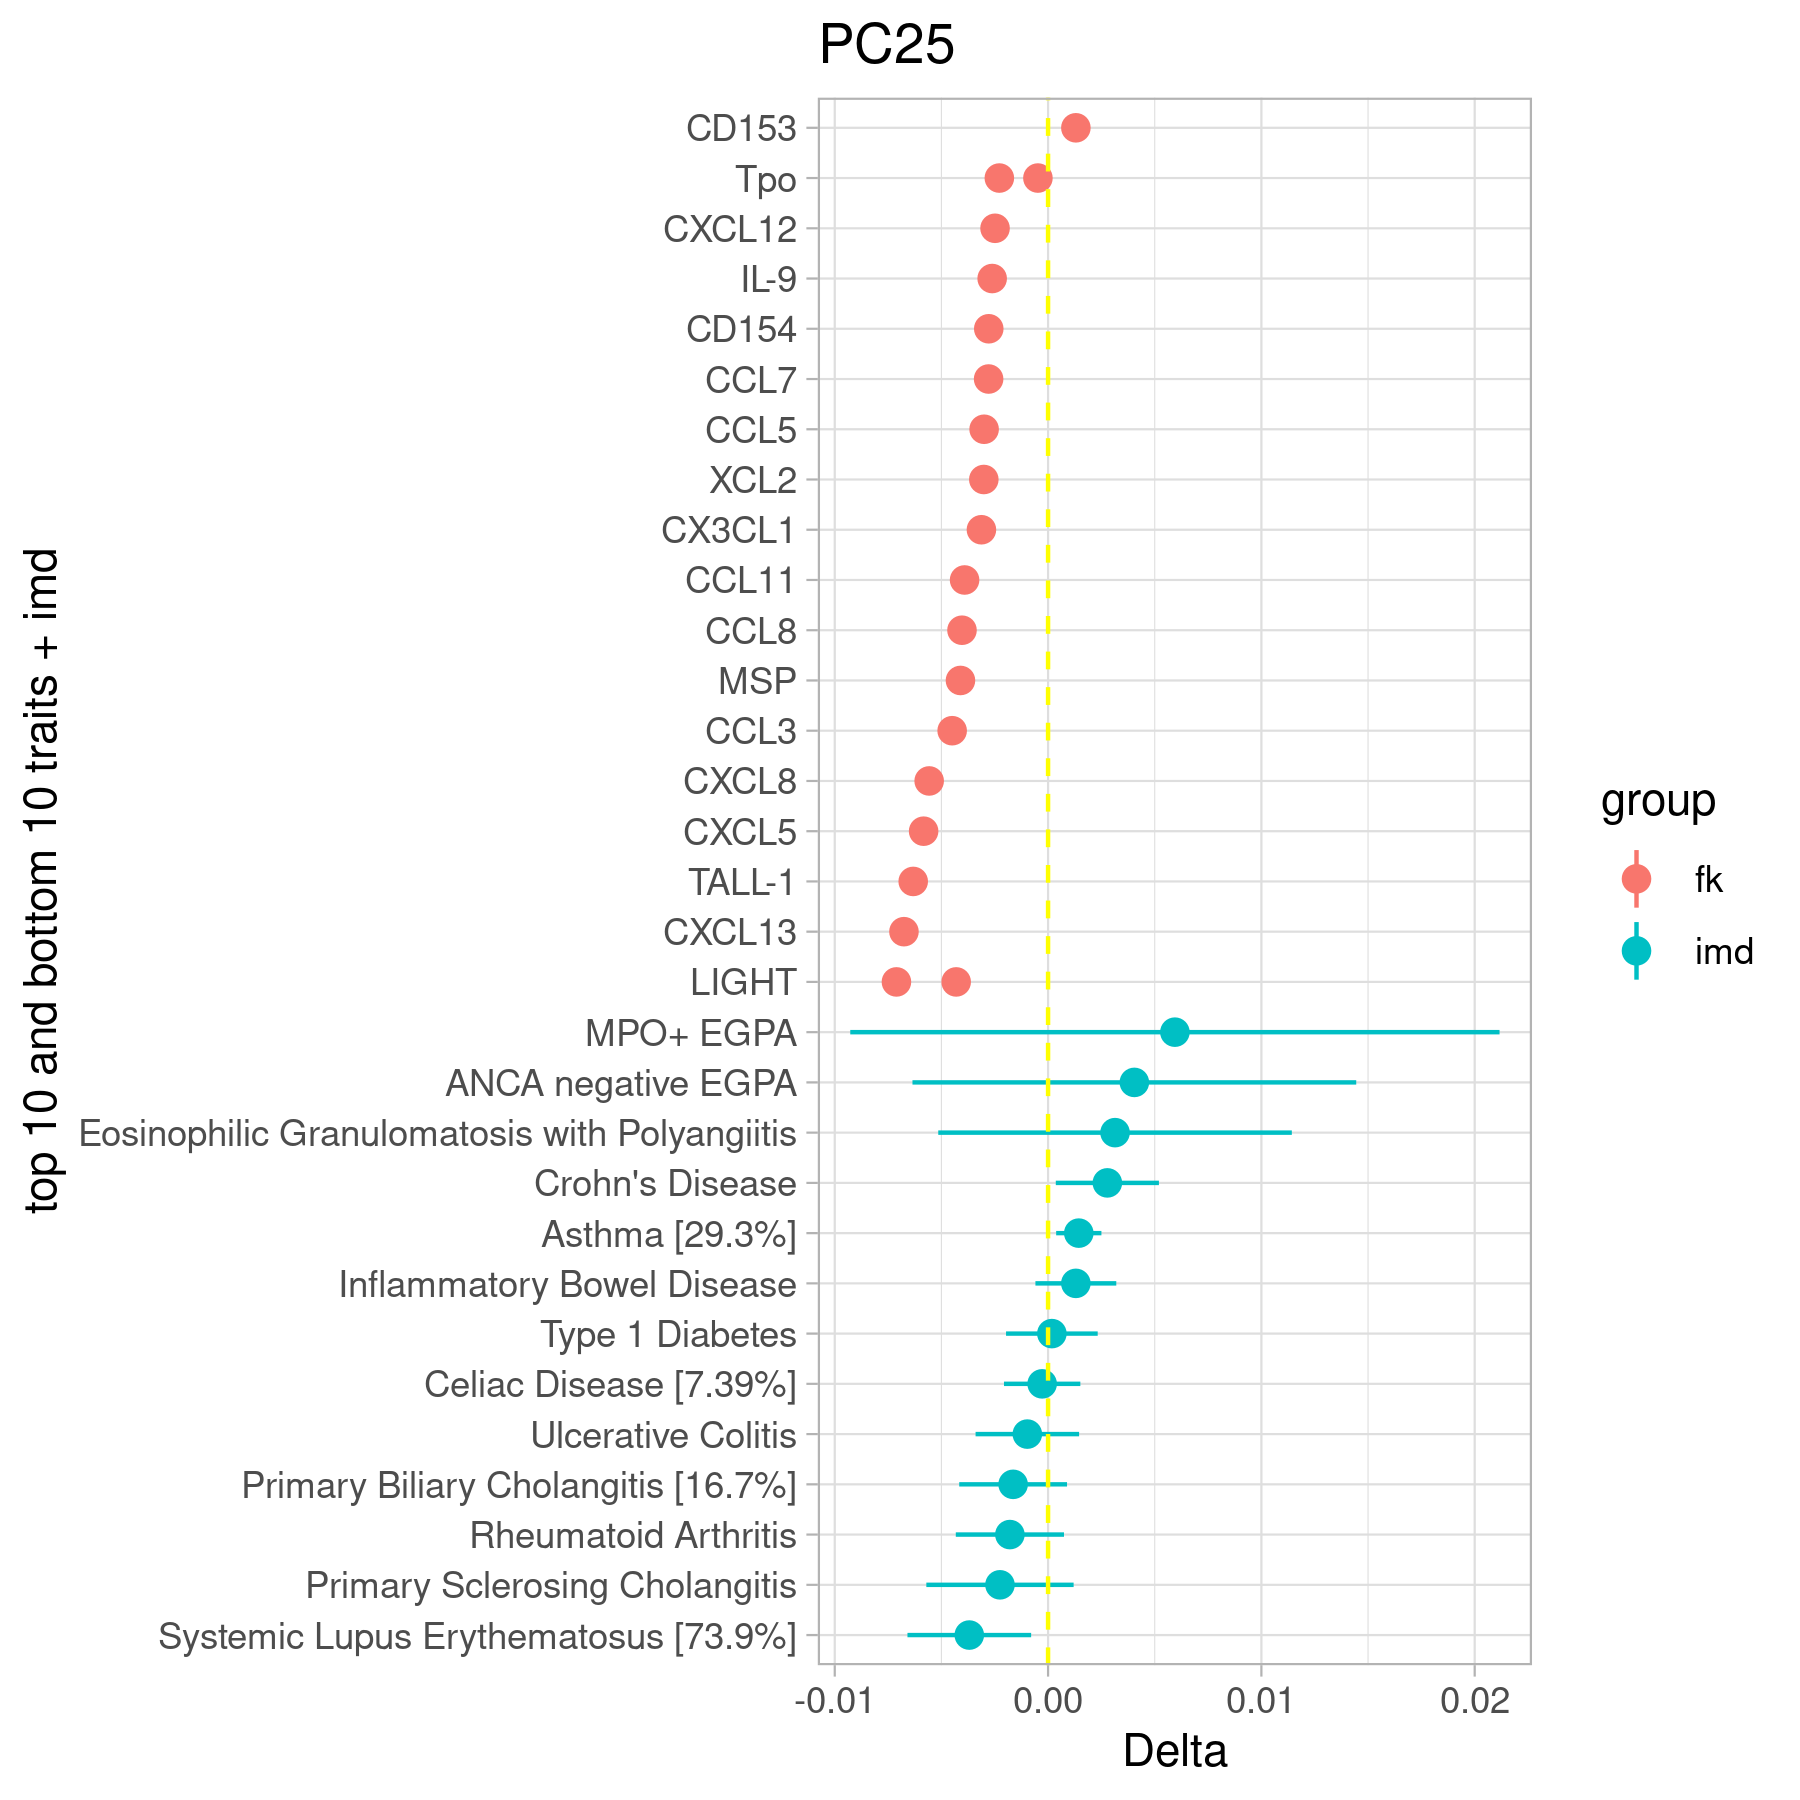 PC25
top 10 and bottom 10 traits + imd
CD153
Tpo
CXCL12
IL-9
CD154
CCL7
CCL5
XCL2
CX3CL1
CCL11
CCL8
MSP
CCL3
CXCL8
CXCL5
TALL-1
CXCL13
LIGHT
MPO+ EGPA
ANCA negative EGPA
Eosinophilic Granulomatosis with Polyangiitis
Crohn's Disease
Asthma [29.3%]
Inflammatory Bowel Disease
Type 1 Diabetes
Celiac Disease [7.39%]
Ulcerative Colitis
Primary Biliary Cholangitis [16.7%]
Rheumatoid Arthritis
Primary Sclerosing Cholangitis
Systemic Lupus Erythematosus [73.9%]
-0.01 0.00 0.01 0.02
Delta
group
fk
imd